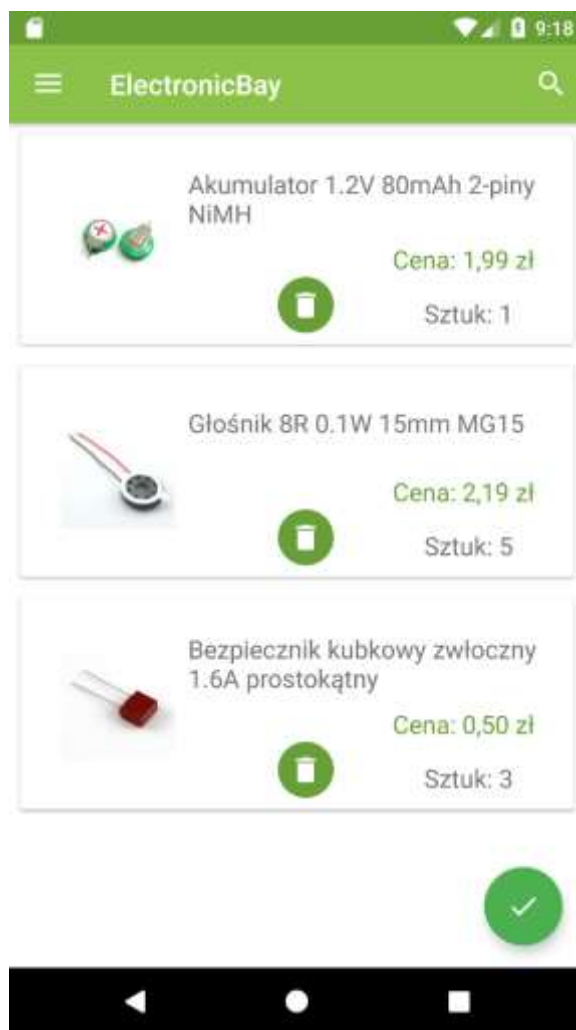 9:18
ElectronicBay
Akumulator 1.2V 80mAh 2-piny
NiMH
Cena: 1,99 zł
Sztuk: 1
Głośnik 8R 0.1W 15mm MG15
Cena: 2,19 zł
Sztuk: 5
Bezpiecznik kubkowy zwłoczny
1.6A prostokątny
Cena: 0,50 zł
Sztuk: 3